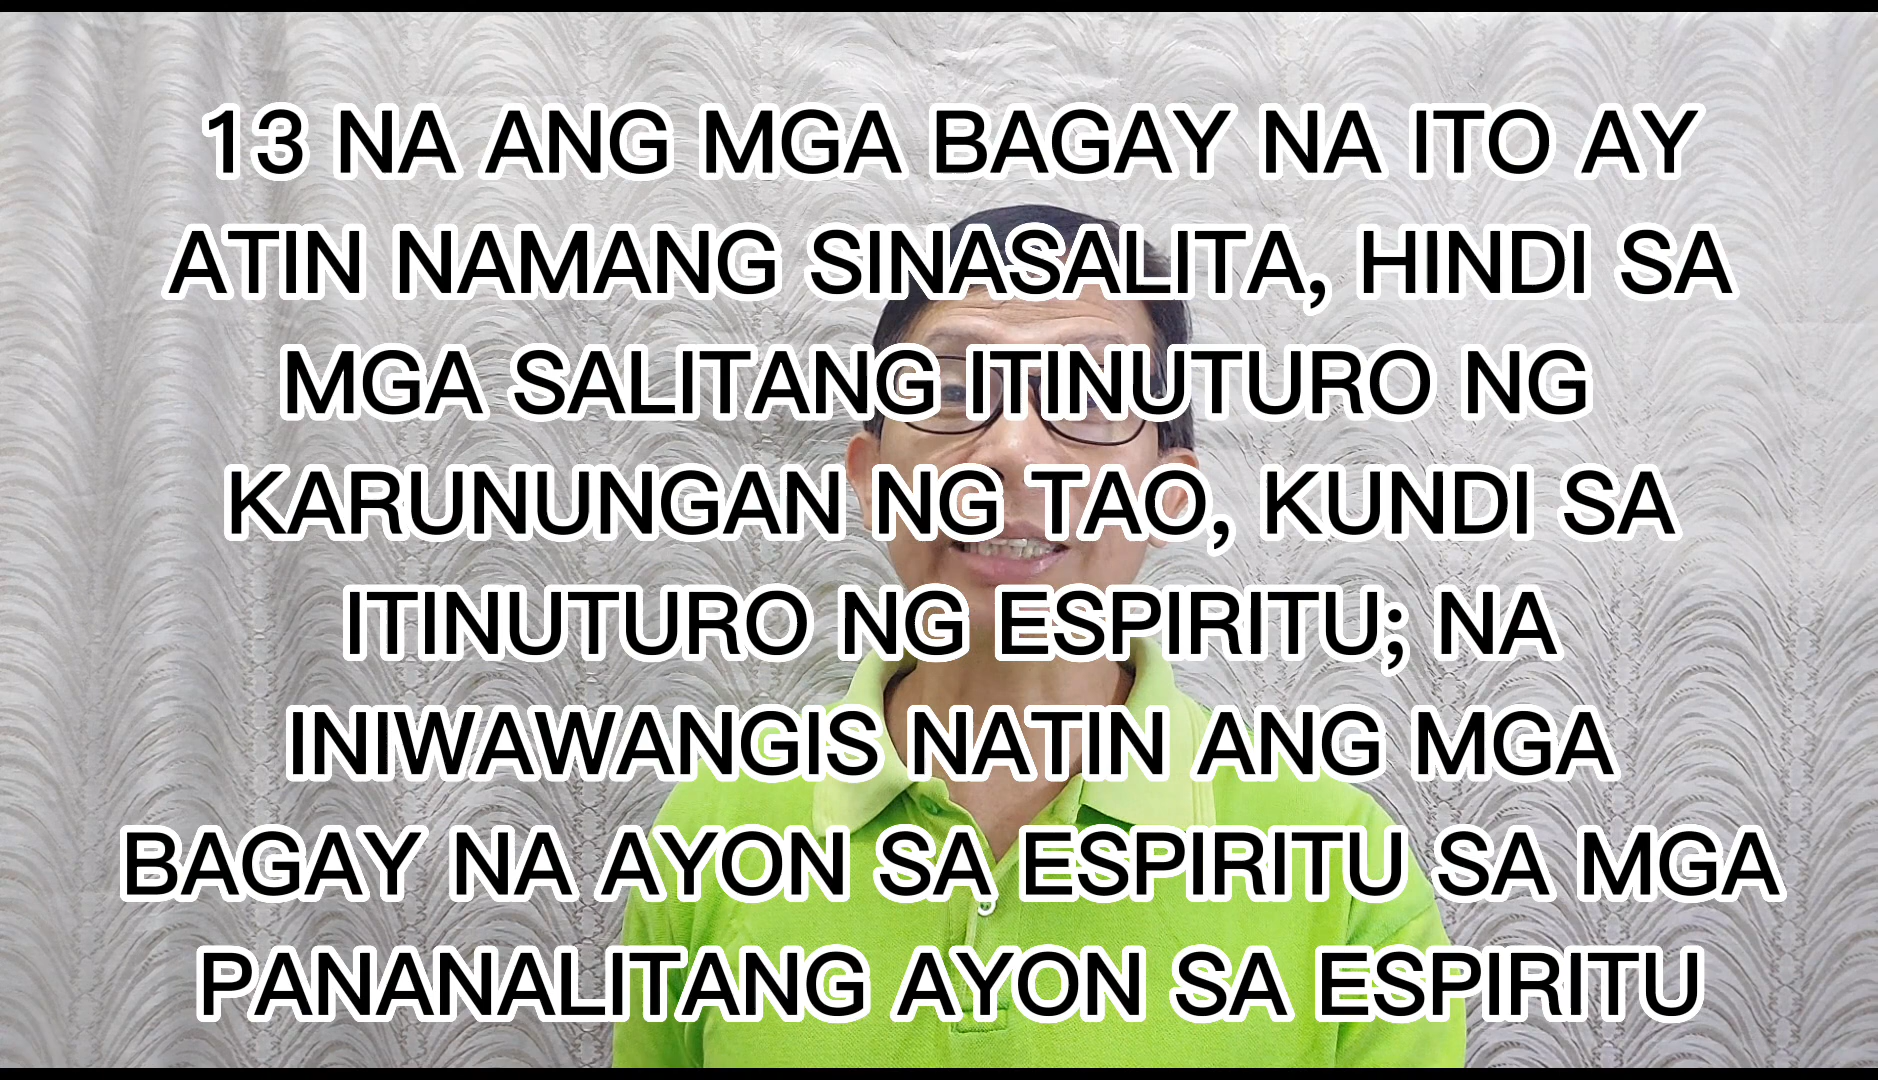 13 NA ANG MGA BAGAY NA ITO AY
ATIN NAMANG SINASALITA, HINDI SA
MGA SALITANG ITINUTURO NG
KARUNUNGAN NG TAO, KUNDI SA
ITINUTURO NG ESPIRITU; NA
INIWAWANGIS NATIN ANG MGA
BAGAY NA AYON SA ESPIRITU SA MGA
PANANALITANG AYON SA ESPIRITU